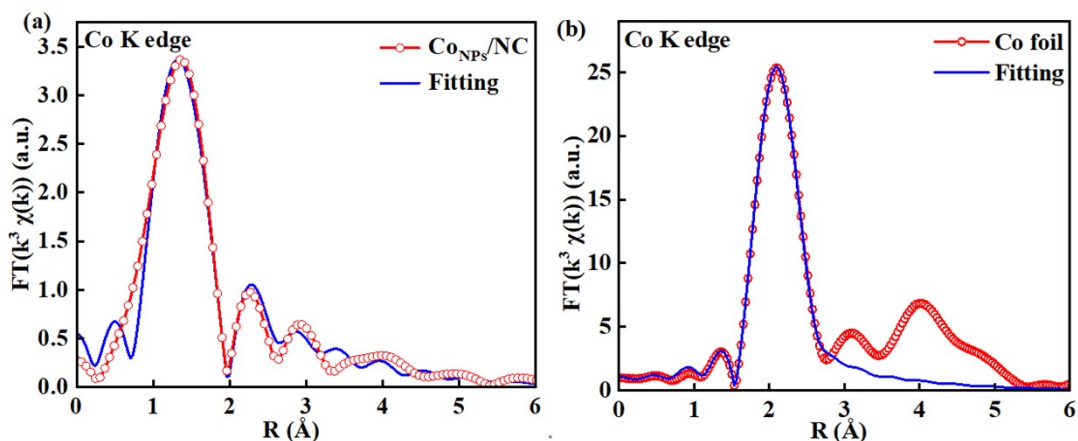 (a)
Co K edge
Co_NPs/NC
Fitting
FT(k³ χ(k)) (a.u.)
3.5
3.0
2.5
2.0
1.5
1.0
0.5
0.0
0 1 2 3 4 5 6
R (Å)
(b)
Co K edge
Co foil
Fitting
FT(k³ χ(k)) (a.u.)
25
20
15
10
5
0
0 1 2 3 4 5 6
R (Å)